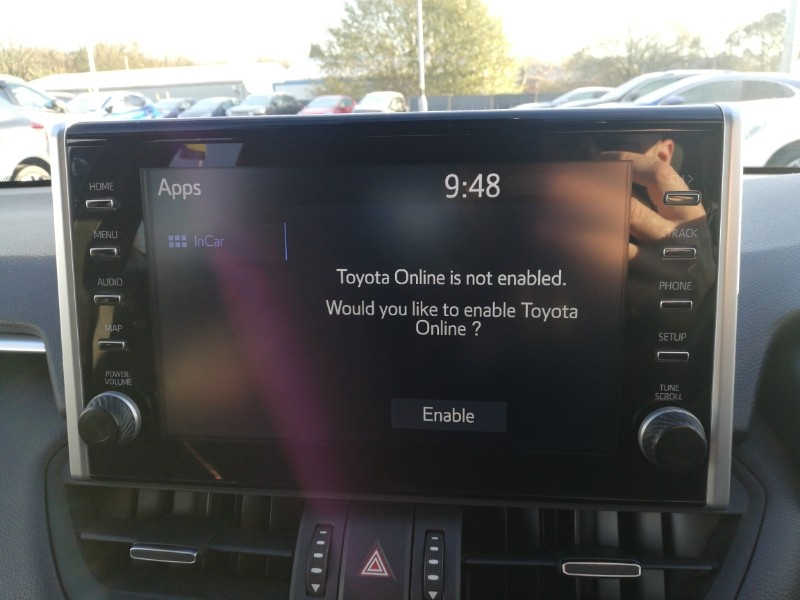 Apps
9:48
HOME
MENU
AUDIO
MAP
POWER
VOLUME
InCar
Toyota Online is not enabled.
Would you like to enable Toyota
Online ?
Enable
TRACK
PHONE
SETUP
TUNE
SCROLL